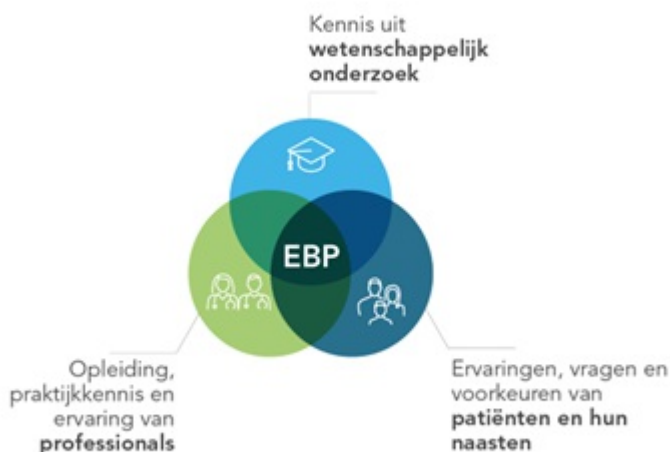 Kennis uit
wetenschappelijk
onderzoek
EBP
Opleiding,
praktijkkennis en
ervaring van
professionals
Ervaringen, vragen en
voorkeuren van
patiënten en hun
naasten